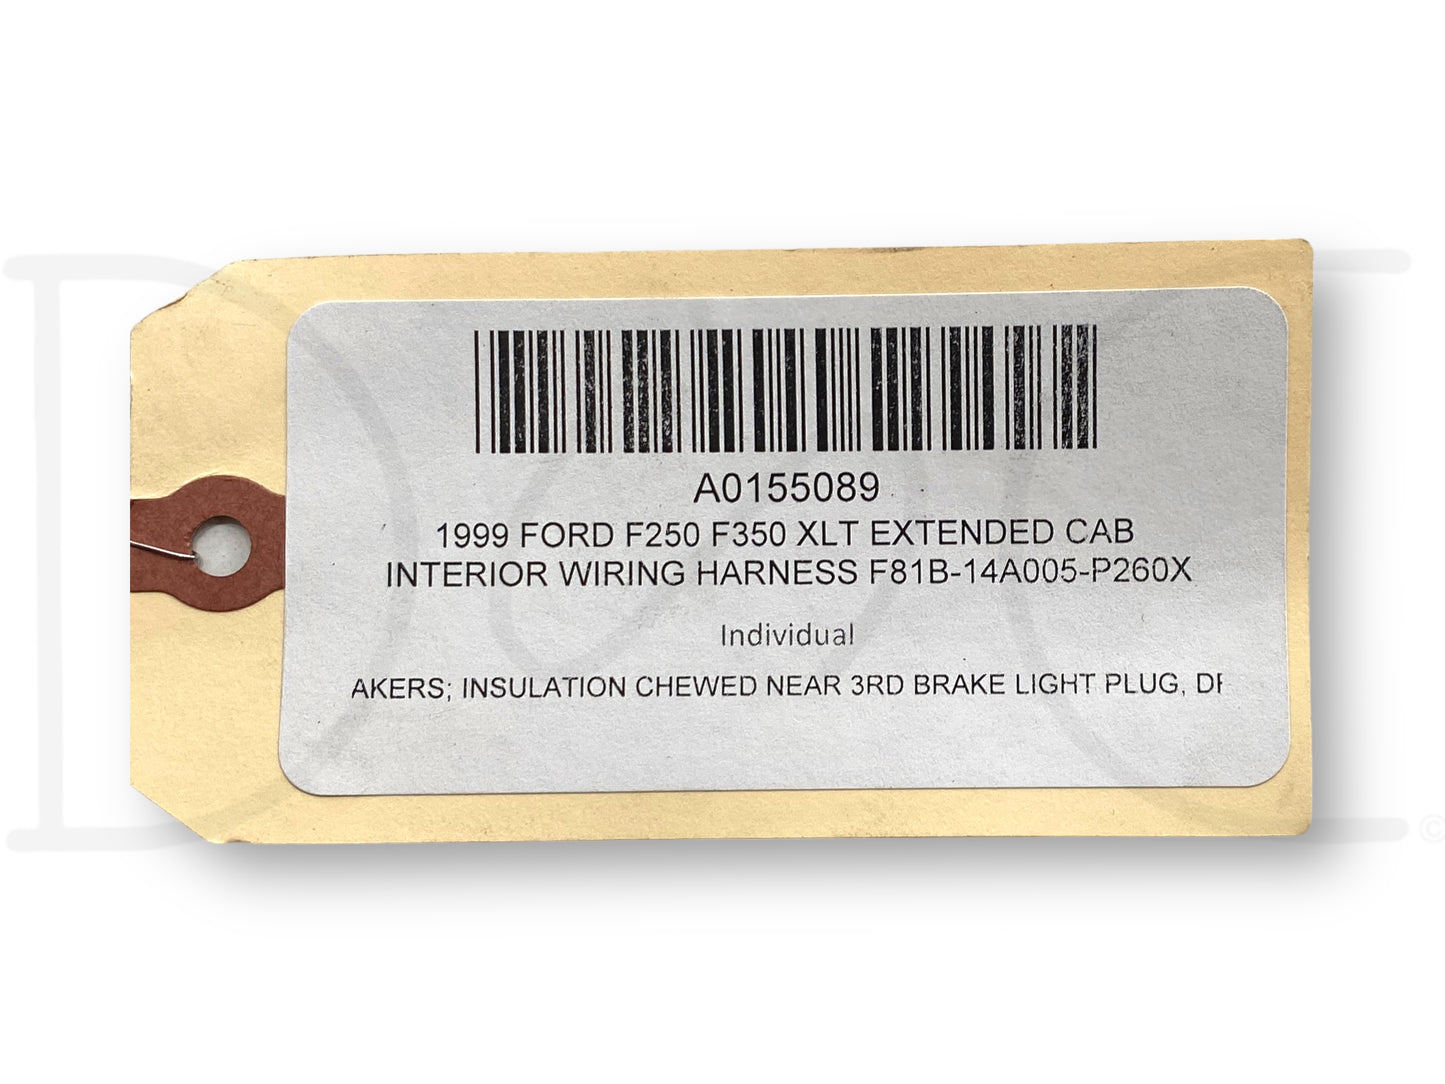 A0155089
1999 FORD F250 F350 XLT EXTENDED CAB
INTERIOR WIRING HARNESS F81B-14A005-P260X
Individual
AKERS; INSULATION CHEWED NEAR 3RD BRAKE LIGHT PLUG,
©